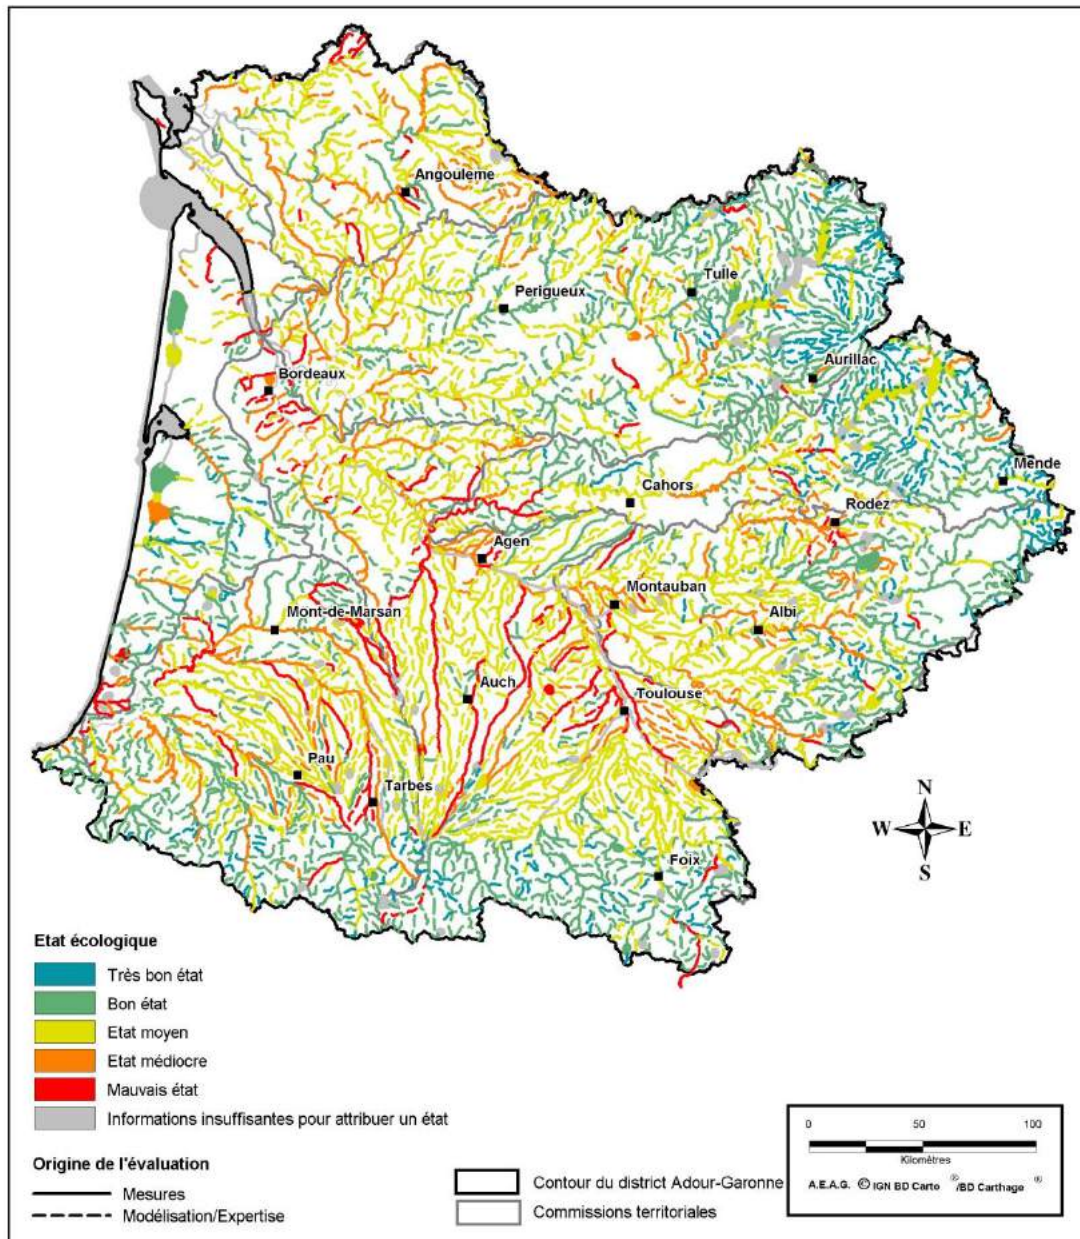 Angouleme
Tulle
Perigueux
Aurillac
Bordeaux
Mende
Cahors
Rodez
Agen
Montauban
Mont-de-Marsan
Albi
Auch
Toulouse
Pau
Tarbes
N
W E
S
Foix
Etat écologique
Très bon état
Bon état
Etat moyen
Etat médiocre
Mauvais état
Informations insuffisantes pour attribuer un état
Origine de l'évaluation
Mesures
Modélisation/Expertise
Contour du district Adour-Garonne
Commissions territoriales
0 50 100
Kilomètres
A.E.A.G. © IGN BD Carto ® /BD Carthage ®